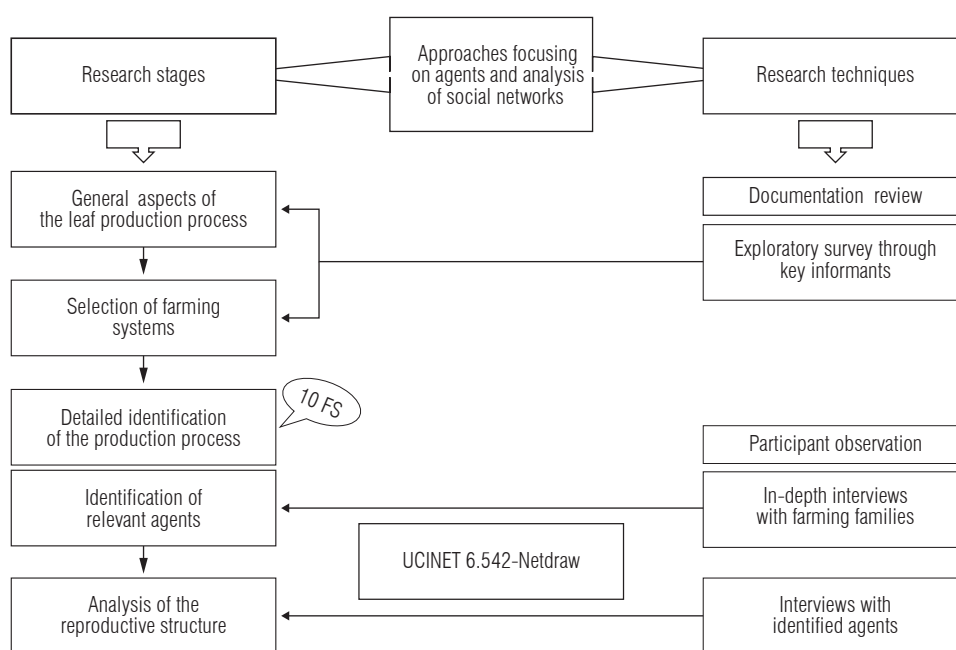 Research stages
Approaches focusing
on agents and analysis
of social networks
Research techniques
General aspects of
the leaf production process
Documentation review
Exploratory survey through
key informants
Selection of farming
systems
10 FS
Detailed identification
of the production process
Participant observation
Identification of
relevant agents
In-depth interviews
with farming families
UCINET 6.542-Netdraw
Analysis of the
reproductive structure
Interviews with
identified agents